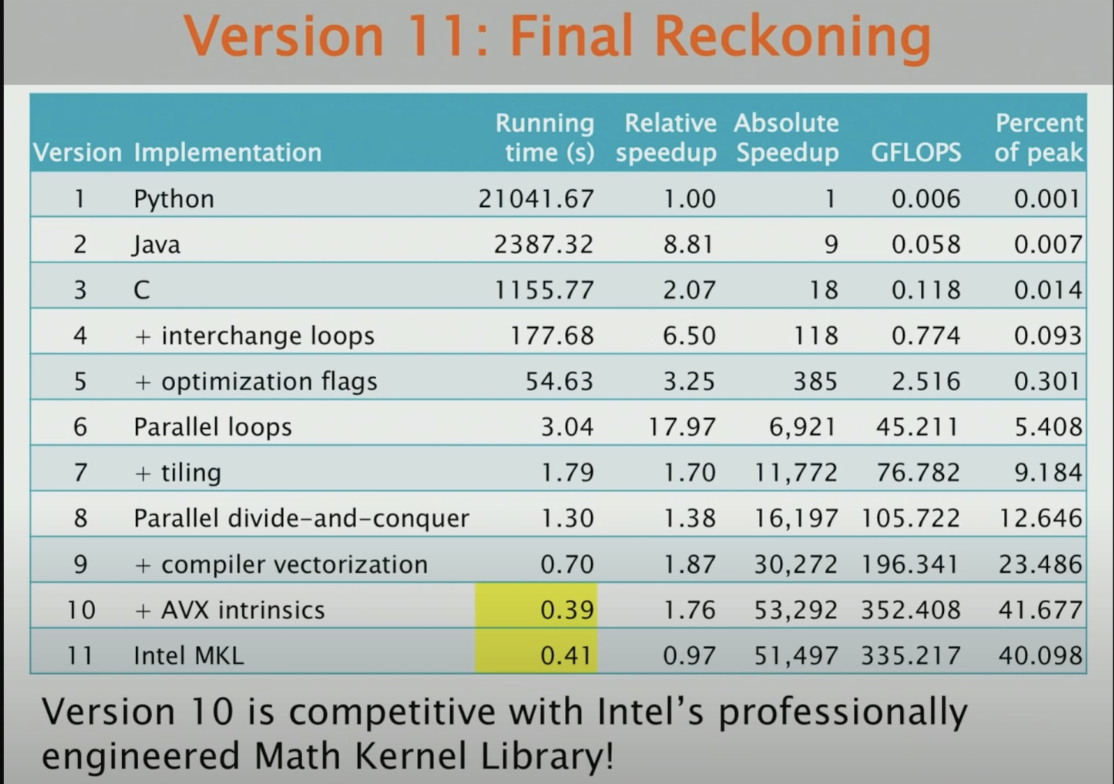 Version 11: Final Reckoning
Running Relative Absolute Percent
Version Implementation time (s) speedup Speedup GFLOPS of peak
1 Python 21041.67 1.00 1 0.006 0.001
2 Java 2387.32 8.81 9 0.058 0.007
3 C 1155.77 2.07 18 0.118 0.014
4 + interchange loops 177.68 6.50 118 0.774 0.093
5 + optimization flags 54.63 3.25 385 2.516 0.301
6 Parallel loops 3.04 17.97 6,921 45.211 5.408
7 + tiling 1.79 1.70 11,772 76.782 9.184
8 Parallel divide-and-conquer 1.30 1.38 16,197 105.722 12.646
9 + compiler vectorization 0.70 1.87 30,272 196.341 23.486
10 + AVX intrinsics 0.39 1.76 53,292 352.408 41.677
11 Intel MKL 0.41 0.97 51,497 335.217 40.098
Version 10 is competitive with Intel's professionally
engineered Math Kernel Library!